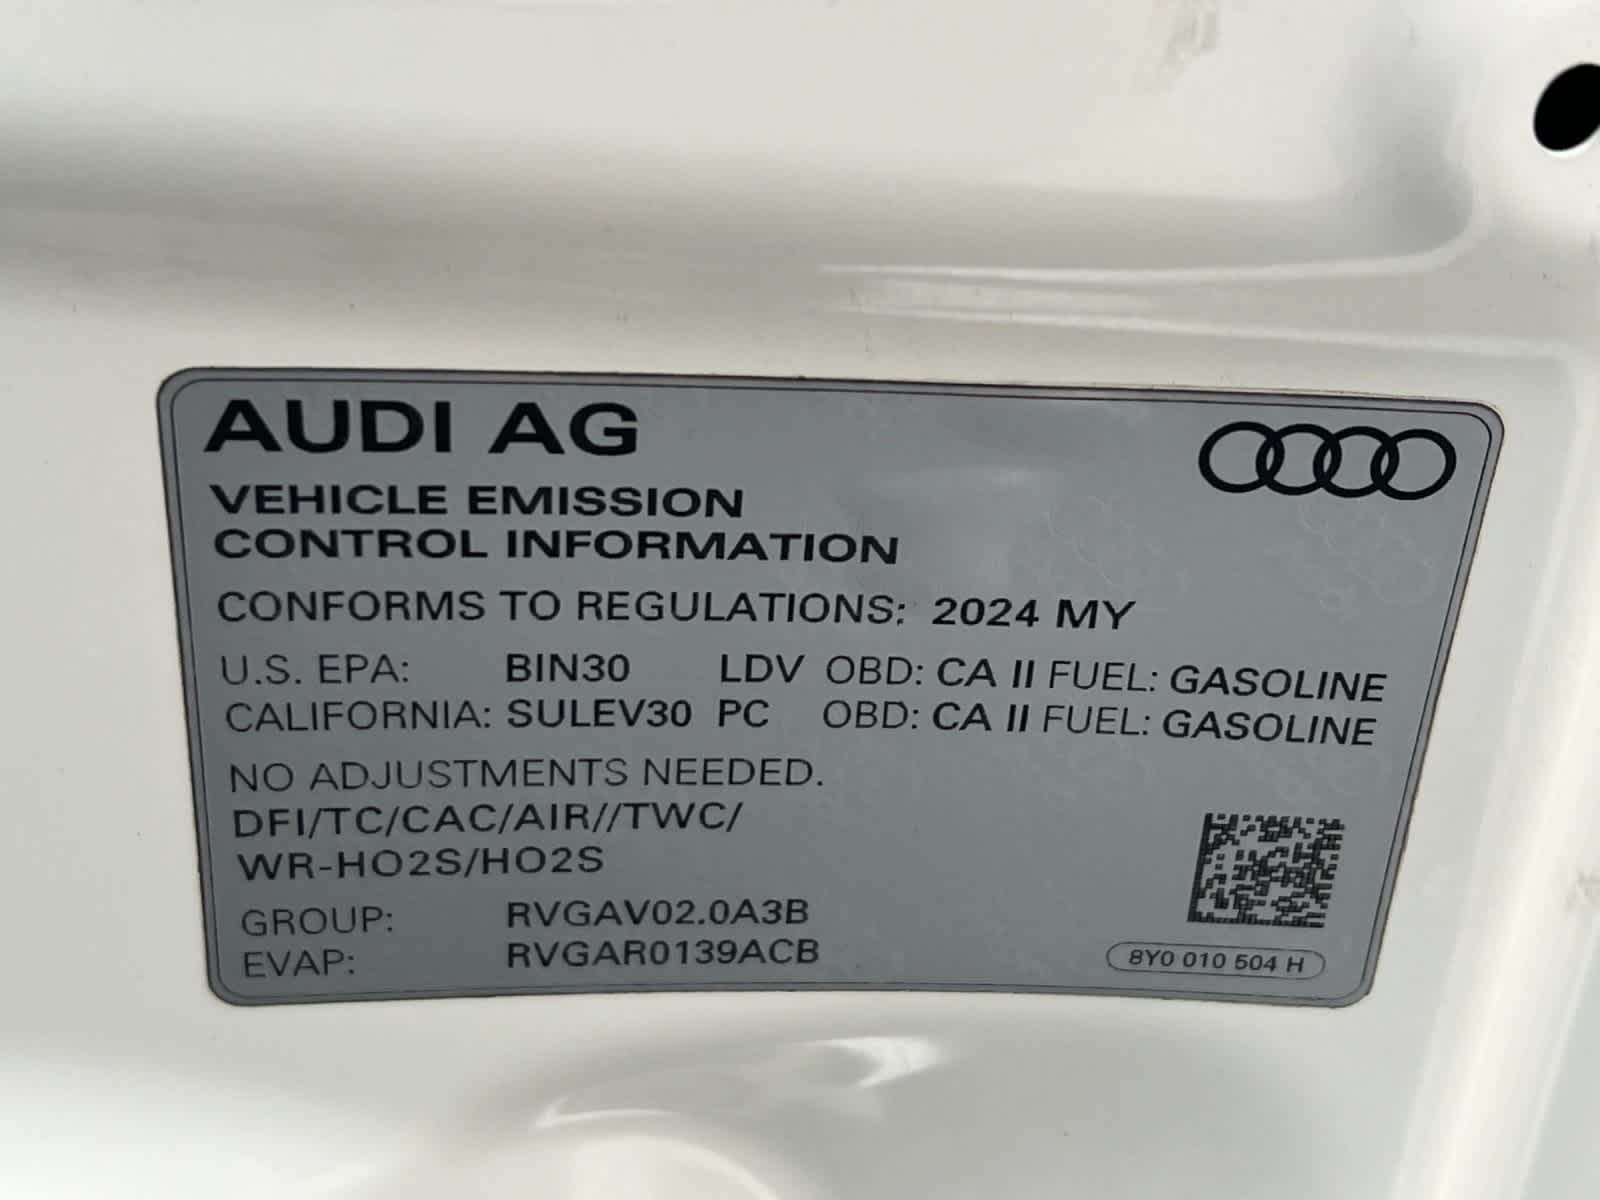 AUDI AG
VEHICLE EMISSION
CONTROL INFORMATION
CONFORMS TO REGULATIONS: 2024 MY
U.S. EPA: BIN30 LDV OBD: CA II FUEL: GASOLINE
CALIFORNIA: SULEV30 PC OBD: CA II FUEL: GASOLINE
NO ADJUSTMENTS NEEDED.
DFI/TC/CAC/AIR//TWC/
WR-HO2S/HO2S
GROUP: RVGAV02.0A3B
EVAP: RVGAR0139ACB
8Y0 010 504 H